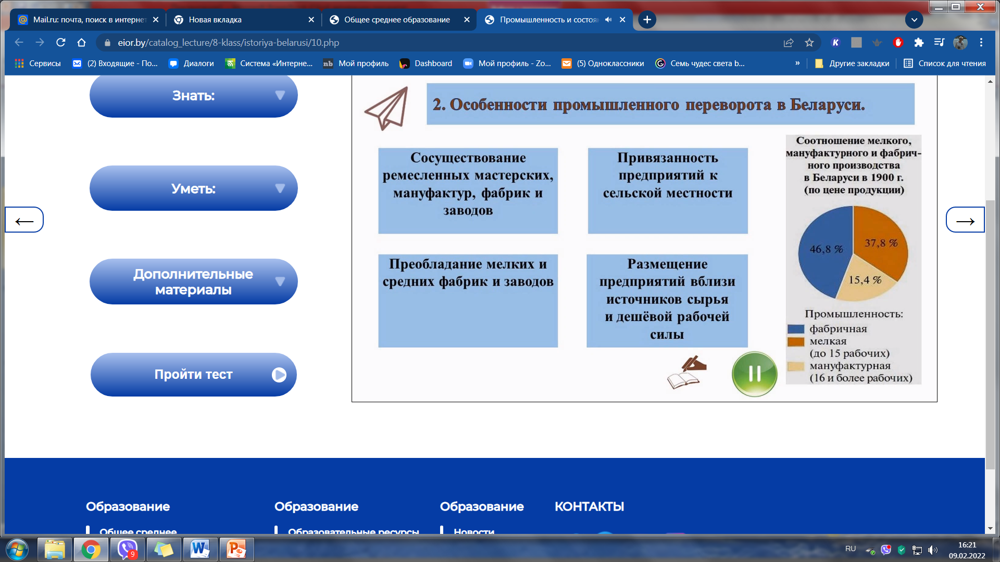 Mail.ru: почта, поиск в интернет
Новая вкладка
Общее среднее образование
Промышленность и состоян
eior.by/catalog_lecture/8-klass/istoriya-belarusi/10.php
Сервисы
(2) Входящие - По...
Диалоги
Система «Интерне...
nb Мой профиль
Dashboard
Мой профиль - Zo...
(5) Одноклассники
Семь чудес света b...
»
Другие закладки
Список для чтения
Знать:
Уметь:
Дополнительные
материалы
Пройти тест
←
→
2. Особенности промышленного переворота в Беларуси.
Сосуществование
ремесленных мастерских,
мануфактур, фабрик и
заводов
Привязанность
предприятий к
сельской местности
Преобладание мелких и
средних фабрик и заводов
Размещение
предприятий вблизи
источников сырья
и дешёвой рабочей
силы
Соотношение мелкого,
мануфактурного и фабрич-
ного производства
в Беларуси в 1900 г.
(по цене продукции)
46,8 %
37,8 %
15,4 %
Промышленность:
фабричная
мелкая
(до 15 рабочих)
мануфактурная
(16 и более рабочих)
Образование
Образование
Образование
КОНТАКТЫ
Общее среднее
Образовательные ресурсы
Новости
9
RU
16:21
09.02.2022